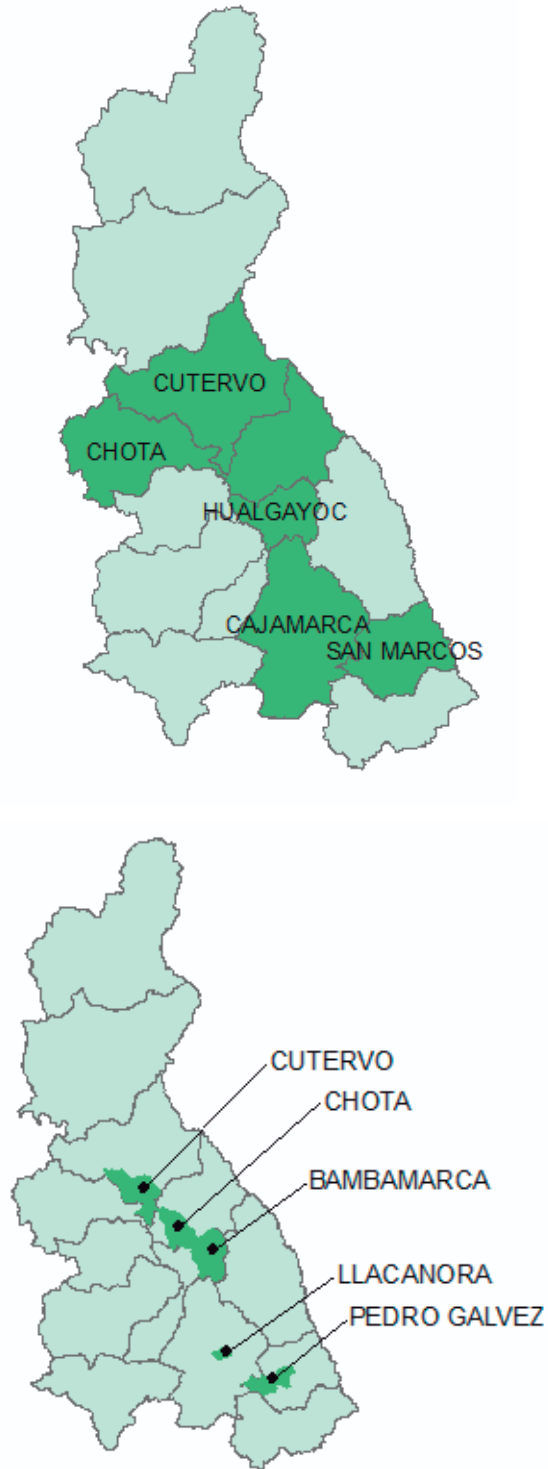 CUTERVO
CHOTA
HUALGAYOC
CAJAMARCA
SAN MARCOS
CUTERVO
CHOTA
BAMBAMARCA
LLACANORA
PEDRO GALVEZ